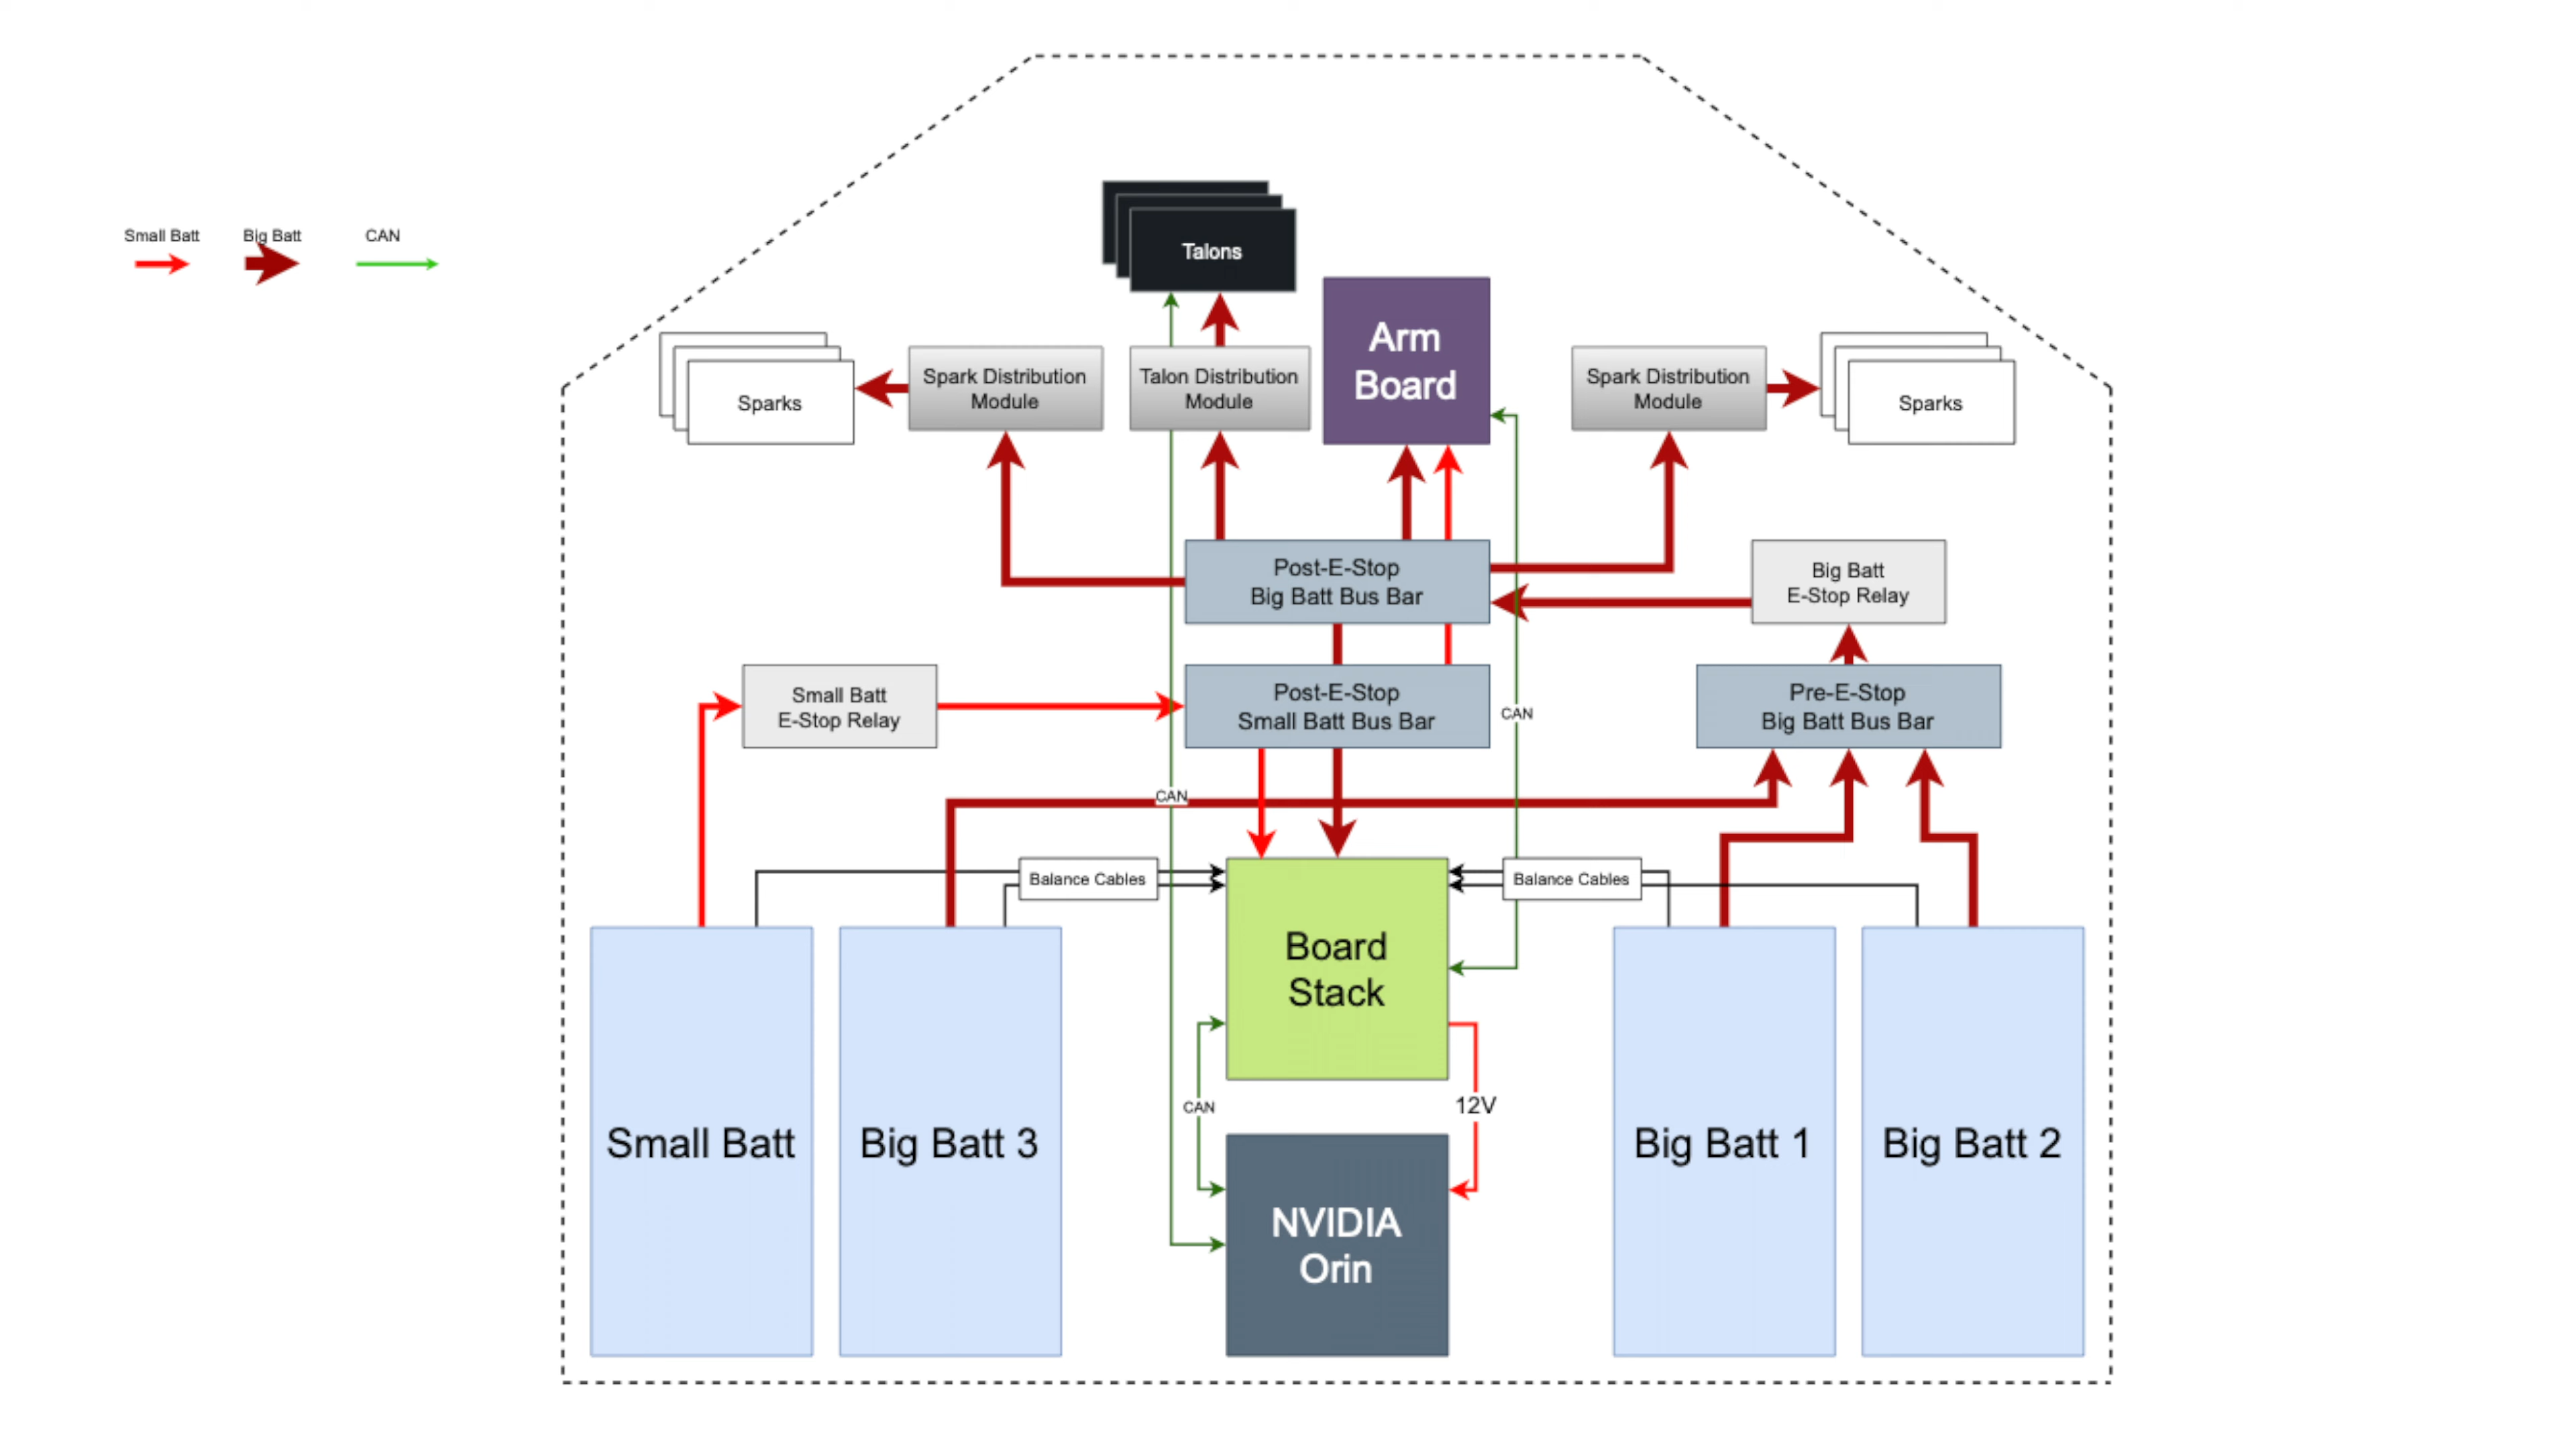 Small Batt
Big Batt
CAN
Talons
Arm
Board
Sparks
Spark Distribution
Module
Talon Distribution
Module
Spark Distribution
Module
Sparks
Post-E-Stop
Big Batt Bus Bar
Big Batt
E-Stop Relay
Small Batt
E-Stop Relay
Post-E-Stop
Small Batt Bus Bar
CAN
Pre-E-Stop
Big Batt Bus Bar
CAN
Balance Cables
Balance Cables
Board
Stack
CAN
12V
Small Batt
Big Batt 3
NVIDIA
Orin
Big Batt 1
Big Batt 2